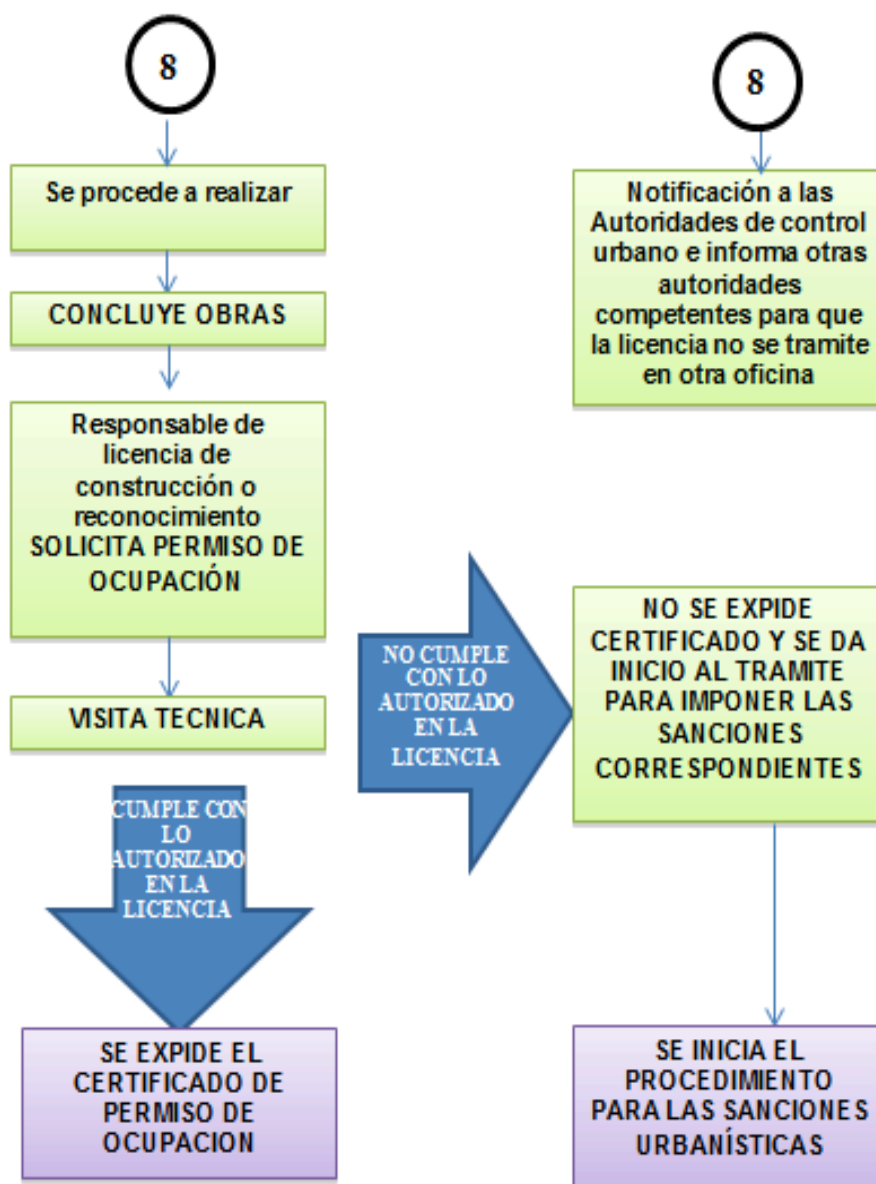 8
Se procede a realizar
CONCLUYE OBRAS
Responsable de
licencia de
construcción o
reconocimiento
SOLICITA PERMISO DE
OCUPACIÓN
VISITA TECNICA
CUMPLE CON
LO
AUTORIZADO
EN LA
LICENCIA
SE EXPIDE EL
CERTIFICADO DE
PERMISO DE
OCUPACION
8
Notificación a las
Autoridades de control
urbano e informa otras
autoridades
competentes para que
la licencia no se tramite
en otra oficina
NO CUMPLE
CON LO
AUTORIZADO
EN LA
LICENCIA
NO SE EXPIDE
CERTIFICADO Y SE DA
INICIO AL TRAMITE
PARA IMPONER LAS
SANCIONES
CORRESPONDIENTES
SE INICIA EL
PROCEDIMIENTO
PARA LAS SANCIONES
URBANÍSTICAS